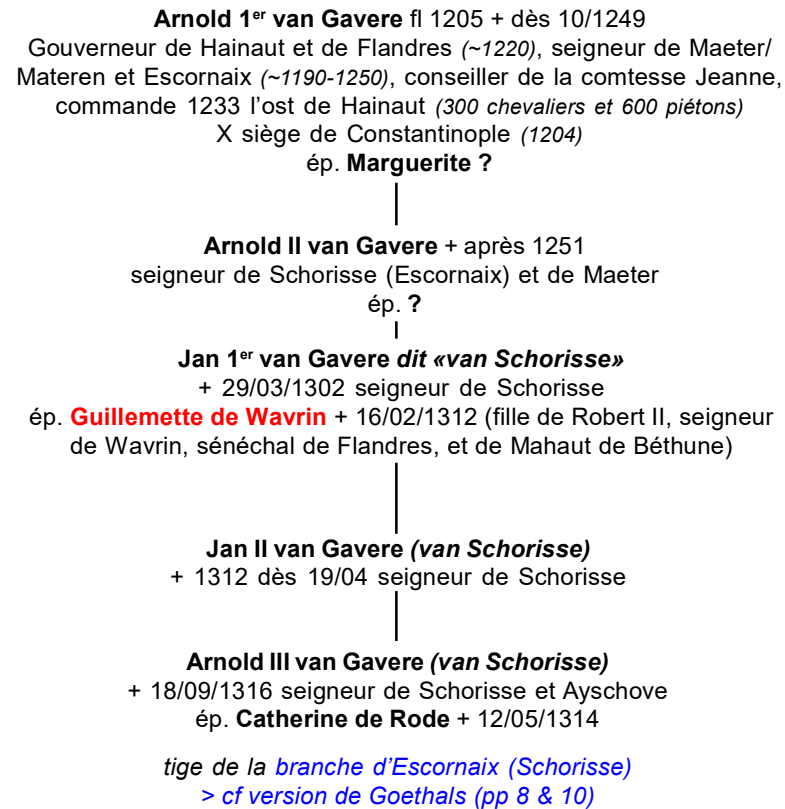 Arnold 1er van Gavere fl 1205 + dès 10/1249
Gouverneur de Hainaut et de Flandres (~1220), seigneur de Maeter/
Materen et Escornaix (~1190-1250), conseiller de la comtesse Jeanne,
commande 1233 l'ost de Hainaut (300 chevaliers et 600 piétons)
X siège de Constantinople (1204)
ép. Marguerite ?
Arnold II van Gavere + après 1251
seigneur de Schorisse (Escornaix) et de Maeter
ép. ?
Jan 1er van Gavere dit «van Schorisse»
+ 29/03/1302 seigneur de Schorisse
ép. Guillemette de Wavrin + 16/02/1312 (fille de Robert II, seigneur
de Wavrin, sénéchal de Flandres, et de Mahaut de Béthune)
Jan II van Gavere (van Schorisse)
+ 1312 dès 19/04 seigneur de Schorisse
Arnold III van Gavere (van Schorisse)
+ 18/09/1316 seigneur de Schorisse et Ayschove
ép. Catherine de Rode + 12/05/1314
tige de la branche d'Escornaix (Schorisse)
> cf version de Goethals (pp 8 & 10)